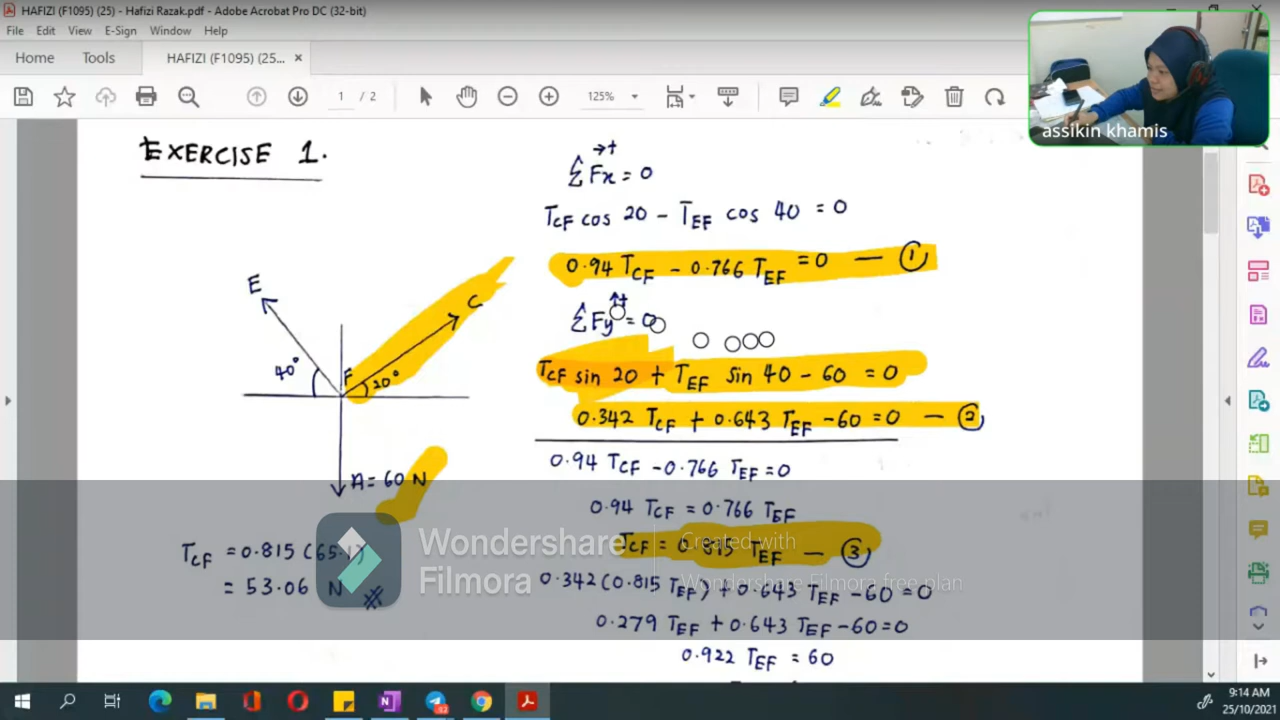 HAFIZI (F1095) (25) - Hafizi Razak.pdf - Adobe Acrobat Pro DC (32-bit)
File Edit View E-Sign Window Help
Home Tools HAFIZI (F1095) (25... ×
1 / 2 125%
assikin khamis
EXERCISE 1.
→+
ΣFx = 0
TCF cos 20 - TEF cos 40 = 0
0.94 TCF - 0.766 TEF = 0 — ①
↑+
ΣFy = 0
TCF sin 20 + TEF sin 40 - 60 = 0
0.342 TCF + 0.643 TEF - 60 = 0 — ②
0.94 TCF - 0.766 TEF = 0
0.94 TCF = 0.766 TEF
TCF = 0.815 TEF — ③
0.342 (0.815 TEF) + 0.643 TEF - 60 = 0
0.279 TEF + 0.643 TEF - 60 = 0
0.922 TEF = 60
E
C
40°
F
20°
A = 60 N
TCF = 0.815 (65.1)
= 53.06 N
Wondershare
Filmora
Created with
Wondershare Filmora free plan
9:14 AM
25/10/2021